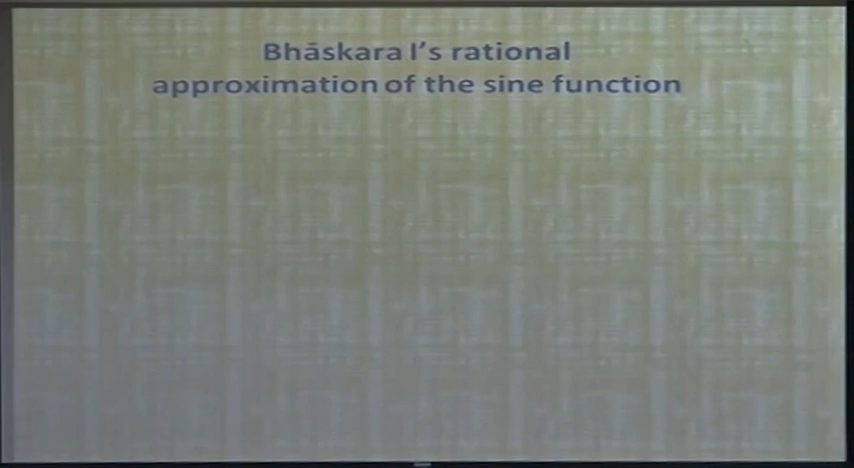 Bhāskara I's rational
approximation of the sine function